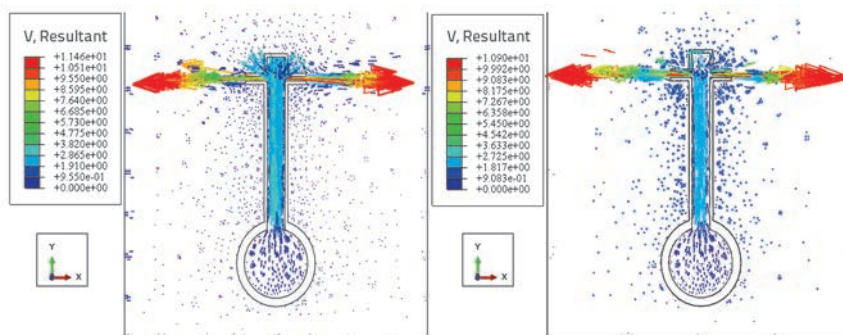 V, Resultant
+1.146e+01
+1.051e+01
+9.550e+00
+8.595e+00
+7.640e+00
+6.685e+00
+5.730e+00
+4.775e+00
+3.820e+00
+2.865e+00
+1.910e+00
+9.550e-01
+0.000e+00
Y
X
V, Resultant
+1.090e+01
+9.992e+00
+9.083e+00
+8.175e+00
+7.267e+00
+6.358e+00
+5.450e+00
+4.542e+00
+3.633e+00
+2.725e+00
+1.817e+00
+9.083e-01
+0.000e+00
Y
X